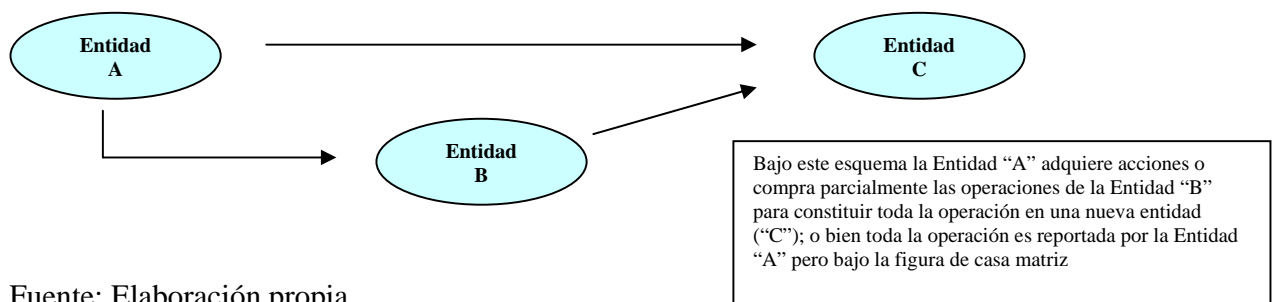 Entidad
A
Entidad
C
Entidad
B
Bajo este esquema la Entidad “A” adquiere acciones o
compra parcialmente las operaciones de la Entidad “B”
para constituir toda la operación en una nueva entidad
(“C”); o bien toda la operación es reportada por la Entidad
“A” pero bajo la figura de casa matriz
Fuente: Elaboración propia